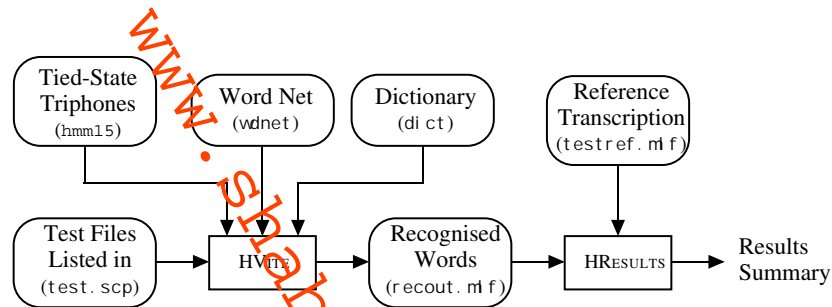 Tied-State
Triphones
(hmm15)
Word Net
(wdnet)
Dictionary
(dict)
Reference
Transcription
(testref.mlf)
Test Files
Listed in
(test.scp)
HVITE
Recognised
Words
(recout.mlf)
HRESULTS
Results
Summary
www.shar